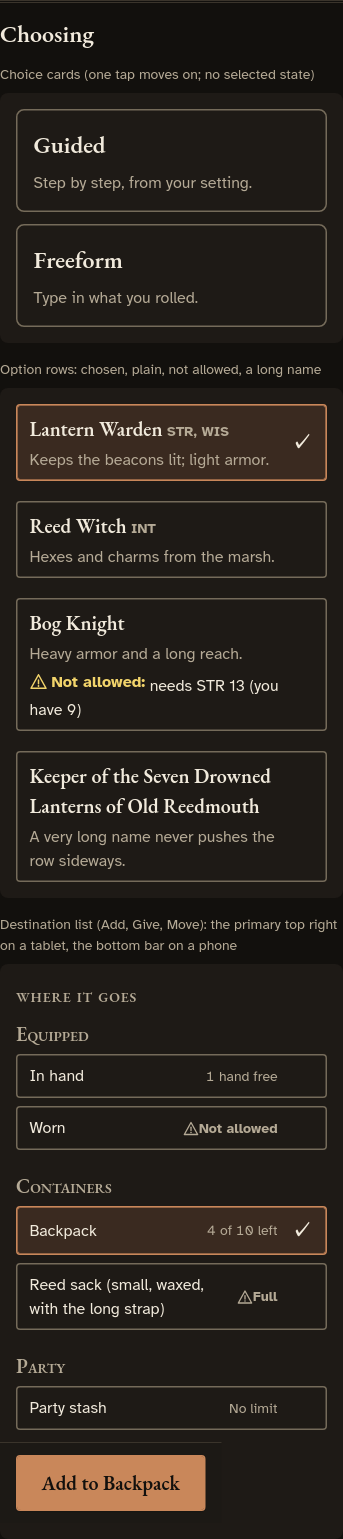 Choosing
Choice cards (one tap moves on; no selected state)
Guided
Step by step, from your setting.
Freeform
Type in what you rolled.
Option rows: chosen, plain, not allowed, a long name
Lantern Warden STR, WIS
Keeps the beacons lit; light armor.
Reed Witch INT
Hexes and charms from the marsh.
Bog Knight
Heavy armor and a long reach.
Not allowed: needs STR 13 (you
have 9)
Keeper of the Seven Drowned
Lanterns of Old Reedmouth
A very long name never pushes the
row sideways.
Destination list (Add, Give, Move): the primary top right
on a tablet, the bottom bar on a phone
WHERE IT GOES
Equipped
In hand 1 hand free
Worn Not allowed
Containers
Backpack 4 of 10 left
Reed sack (small, waxed,
with the long strap) Full
Party
Party stash No limit
Add to Backpack